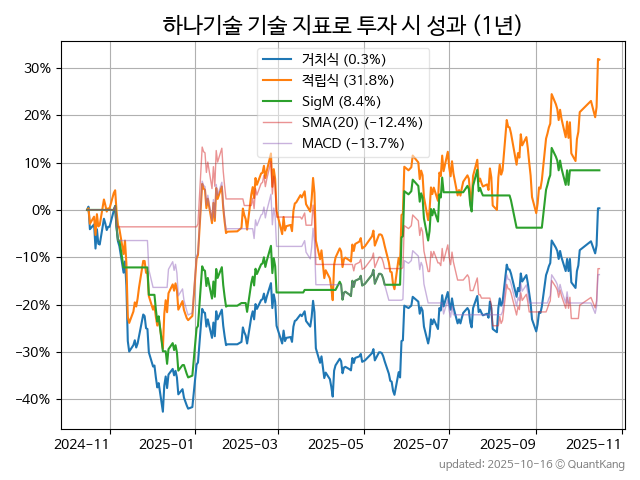 하나기술 기술 지표로 투자 시 성과 (1년)
거치식 (0.3%)
적립식 (31.8%)
SigM (8.4%)
SMA(20) (−12.4%)
MACD (−13.7%)
30%
20%
10%
0%
−10%
−20%
−30%
−40%
2024-11 2025-01 2025-03 2025-05 2025-07 2025-09 2025-11
updated: 2025-10-16 ⓒ QuantKang